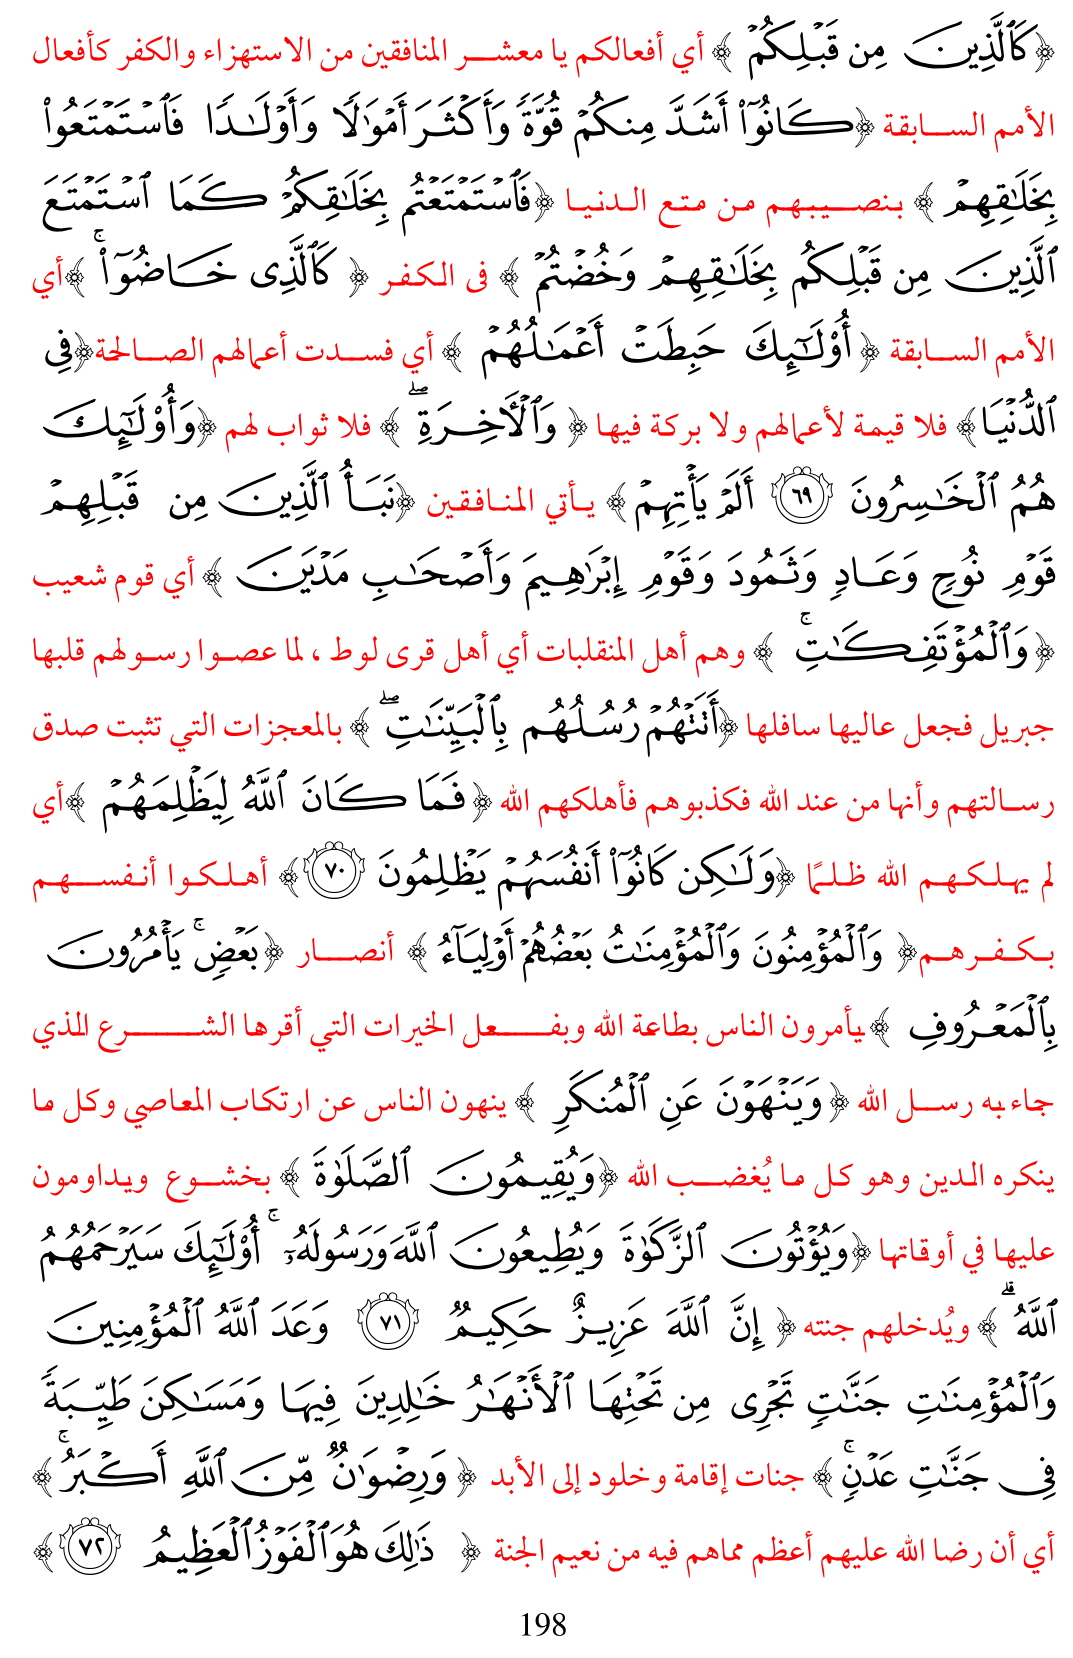 ﴿كَٱلَّذِينَ مِن قَبۡلِكُمۡ ﴾ أي أفعالكم يا معشر المنافقين من الاستهزاء والكفر كأفعال
الأمم السابقة ﴿كَانُوٓاْ أَشَدَّ مِنكُمۡ قُوَّةٗ وَأَكۡثَرَ أَمۡوَٰلٗا وَأَوۡلَٰدٗا فَٱسۡتَمۡتَعُواْ
بِخَلَٰقِهِمۡ ﴾ بنصيبهم من متع الدنيا ﴿فَٱسۡتَمۡتَعۡتُم بِخَلَٰقِكُمۡ كَمَا ٱسۡتَمۡتَعَ
ٱلَّذِينَ مِن قَبۡلِكُم بِخَلَٰقِهِمۡ وَخُضۡتُمۡ ﴾ فى الكفر ﴿ كَٱلَّذِى خَاضُوٓاْۚ ﴾أي
الأمم السابقة ﴿ أُوْلَٰٓئِكَ حَبِطَتۡ أَعۡمَٰلُهُمۡ ﴾ أي فسدت أعمالهم الصالحة﴿فِى
ٱلدُّنۡيَا﴾ فلا قيمة لأعمالهم ولا بركة فيها ﴿ وَٱلۡأٓخِرَةِۖ ﴾ فلا ثواب لهم ﴿وَأُوْلَٰٓئِكَ
هُمُ ٱلۡخَٰسِرُونَ ٦٩ أَلَمۡ يَأۡتِهِمۡ ﴾ يأتي المنافقين ﴿نَبَأُ ٱلَّذِينَ مِن قَبۡلِهِمۡ
قَوۡمِ نُوحٖ وَعَادٖ وَثَمُودَ وَقَوۡمِ إِبۡرَٰهِيمَ وَأَصۡحَٰبِ مَدۡيَنَ ﴾ أي قوم شعيب
﴿ وَٱلۡمُؤۡتَفِكَٰتِۚ ﴾ وهم أهل المنقلبات أي أهل قرى لوط ، لما عصوا رسولهم قلبها
جبريل فجعل عاليها سافلها ﴿أَتَتۡهُمۡ رُسُلُهُم بِٱلۡبَيِّنَٰتِۖ ﴾ بالمعجزات التي تثبت صدق
رسالتهم وأنها من عند الله فكذبوهم فأهلكهم الله ﴿ فَمَا كَانَ ٱللَّهُ لِيَظۡلِمَهُمۡ ﴾أي
لم يهلكهم الله ظلمًا ﴿وَلَٰكِن كَانُوٓاْ أَنفُسَهُمۡ يَظۡلِمُونَ ٧٠ ﴾ أهلكوا أنفسهم
بكفرهم﴿ وَٱلۡمُؤۡمِنُونَ وَٱلۡمُؤۡمِنَٰتُ بَعۡضُهُمۡ أَوۡلِيَآءُ ﴾ أنصار ﴿بَعۡضٖۚ يَأۡمُرُونَ
بِٱلۡمَعۡرُوفِ ﴾يأمرون الناس بطاعة الله وبفعل الخيرات التي أقرها الشرع الذي
جاء به رسل الله ﴿ وَيَنۡهَوۡنَ عَنِ ٱلۡمُنكَرِ ﴾ ينهون الناس عن ارتكاب المعاصي وكل ما
ينكره الدين وهو كل ما يُغضب الله ﴿وَيُقِيمُونَ ٱلصَّلَوٰةَ ﴾ بخشوع ويداومون
عليها في أوقاتها ﴿وَيُؤۡتُونَ ٱلزَّكَوٰةَ وَيُطِيعُونَ ٱللَّهَ وَرَسُولَهُۥٓۚ أُوْلَٰٓئِكَ سَيَرۡحَمُهُمُ
ٱللَّهُۗ ﴾ ويُدخلهم جنته ﴿ إِنَّ ٱللَّهَ عَزِيزٌ حَكِيمٞ ٧١ وَعَدَ ٱللَّهُ ٱلۡمُؤۡمِنِينَ
وَٱلۡمُؤۡمِنَٰتِ جَنَّٰتٖ تَجۡرِى مِن تَحۡتِهَا ٱلۡأَنۡهَٰرُ خَٰلِدِينَ فِيهَا وَمَسَٰكِنَ طَيِّبَةٗ
فِى جَنَّٰتِ عَدۡنٖۚ ﴾ جنات إقامة وخلود إلى الأبد ﴿ وَرِضۡوَٰنٞ مِّنَ ٱللَّهِ أَكۡبَرُۚ ﴾
أي أن رضا الله عليهم أعظم مماهم فيه من نعيم الجنة ﴿ ذَٰلِكَ هُوَ ٱلۡفَوۡزُ ٱلۡعَظِيمُ ٧٢ ﴾
198